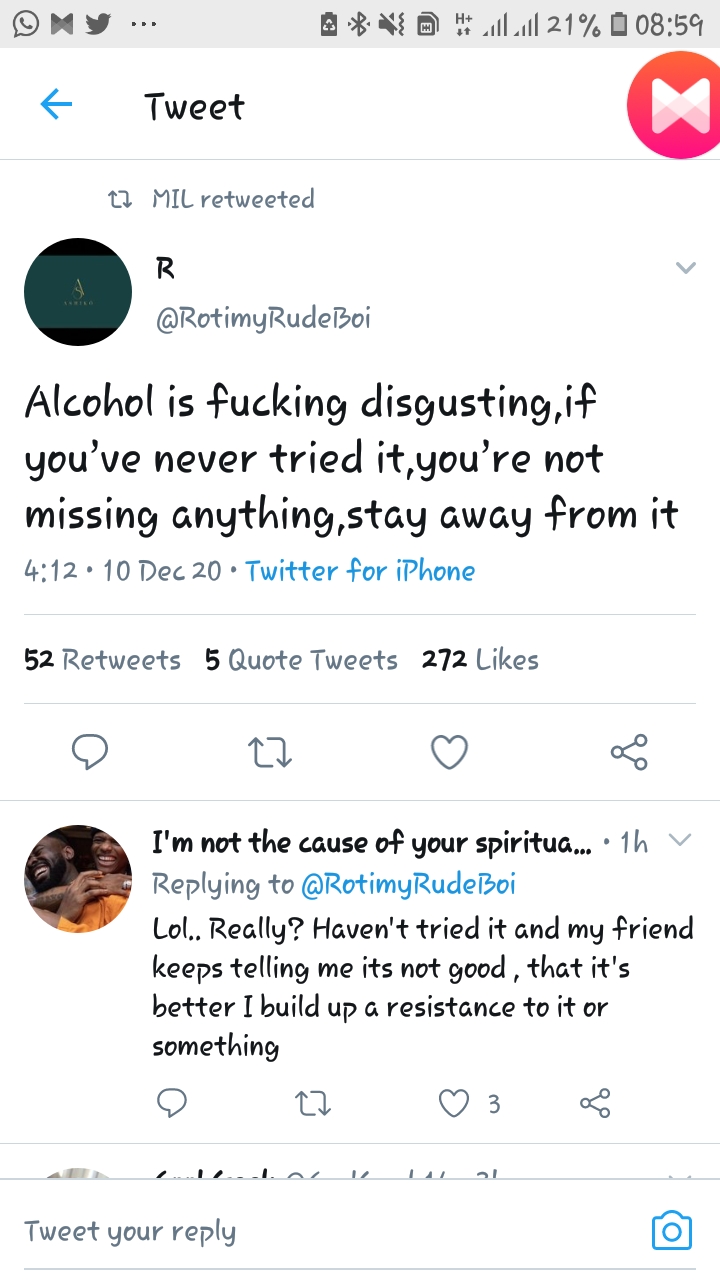 H+ 21% 08:59
Tweet
MIL retweeted
R
@RotimyRudeBoi
Alcohol is fucking disgusting,if
you’ve never tried it,you’re not
missing anything,stay away from it
4:12 • 10 Dec 20 • Twitter for iPhone
52 Retweets 5 Quote Tweets 272 Likes
I'm not the cause of your spiritua... • 1h
Replying to @RotimyRudeBoi
Lol.. Really? Haven't tried it and my friend
keeps telling me its not good , that it's
better I build up a resistance to it or
something
3
Tweet your reply